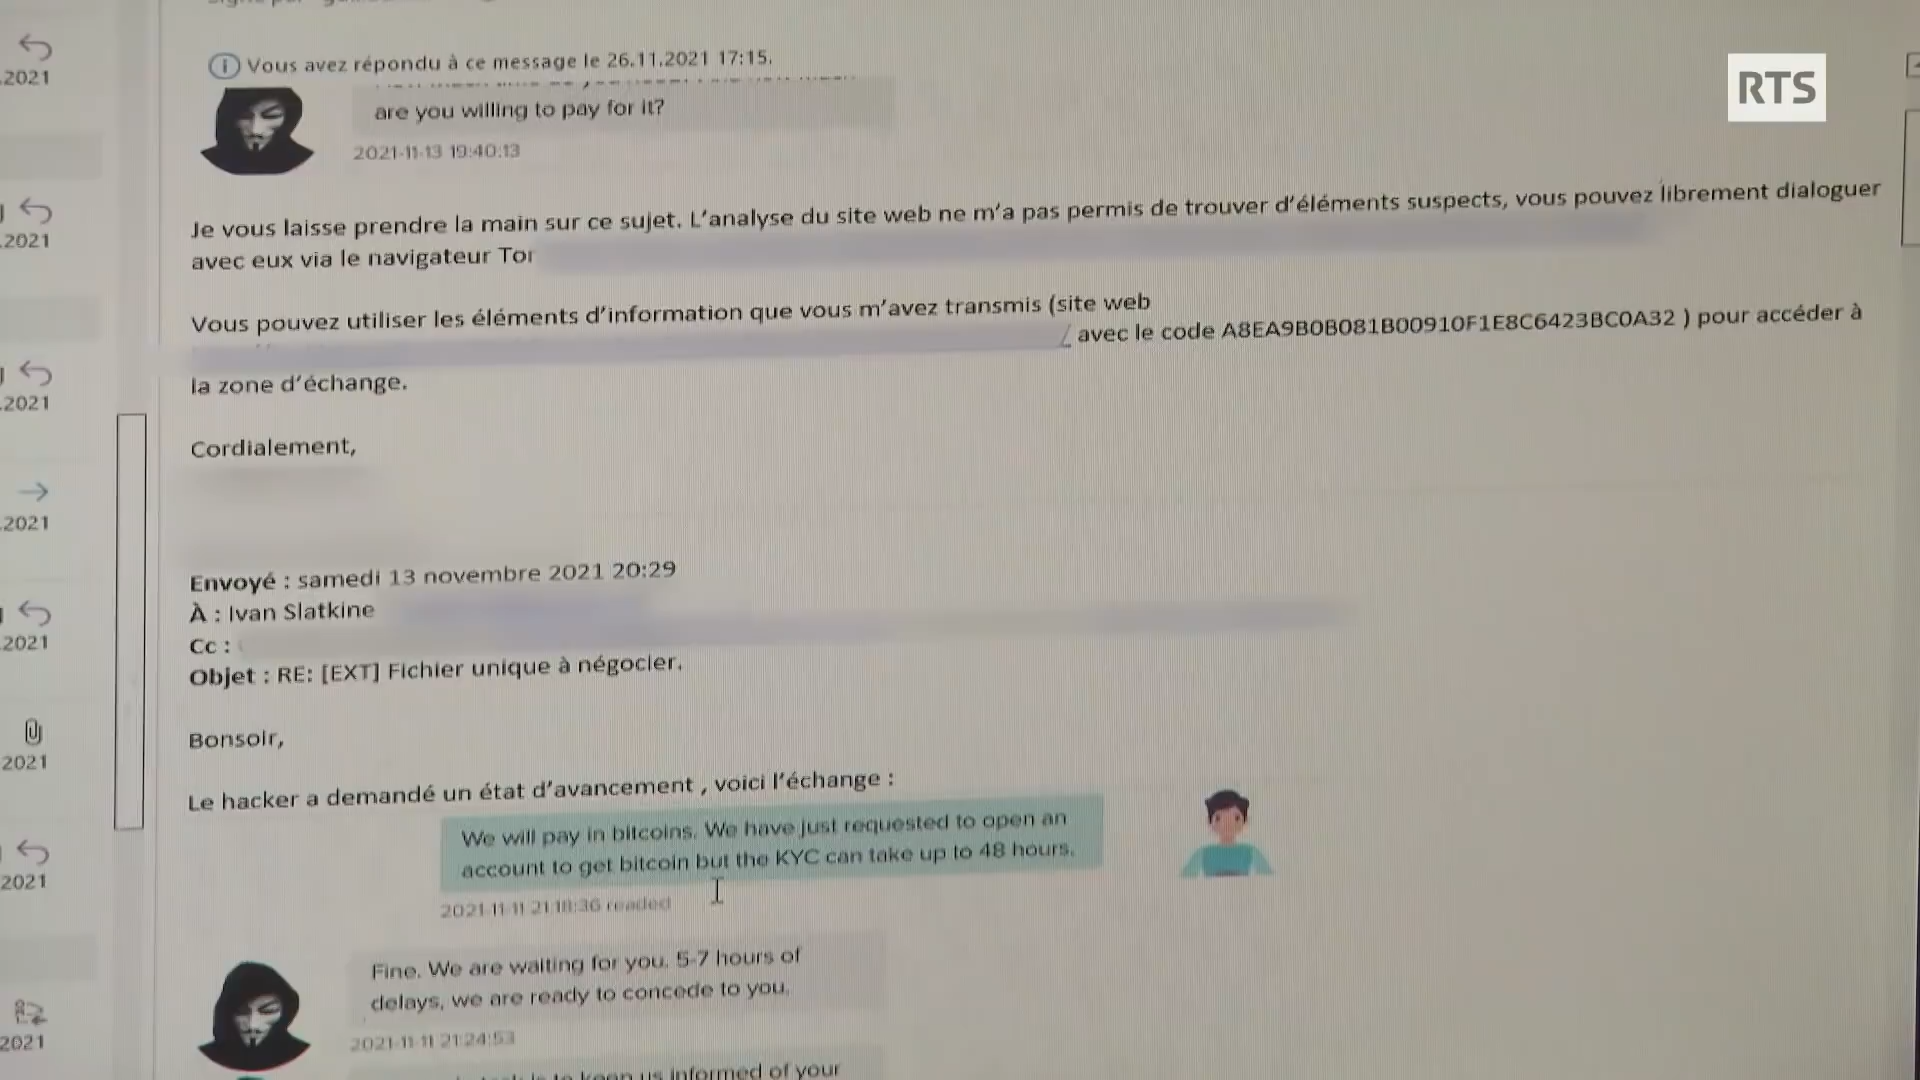 .2021
.2021
.2021
.2021
.2021
2021
2021
2021
RTS
Vous avez répondu à ce message le 26.11.2021 17:15.
are you willing to pay for it?
2021-11-13 19:40:13
Je vous laisse prendre la main sur ce sujet. L'analyse du site web ne m'a pas permis de trouver d'éléments suspects, vous pouvez librement dialoguer
avec eux via le navigateur Tor
Vous pouvez utiliser les éléments d'information que vous m'avez transmis (site web
/ avec le code A8EA9B0B081B00910F1E8C6423BC0A32 ) pour accéder à
la zone d'échange.
Cordialement,
Envoyé : samedi 13 novembre 2021 20:29
À : Ivan Slatkine
Cc :
Objet : RE: [EXT] Fichier unique à négocier.
Bonsoir,
Le hacker a demandé un état d'avancement , voici l'échange :
We will pay in bitcoins. We have just requested to open an
account to get bitcoin but the KYC can take up to 48 hours.
2021-11-11 21:18:36 readed
Fine. We are waiting for you. 5-7 hours of
delays, we are ready to concede to you.
2021-11-11 21:24:53
to keep us informed of your